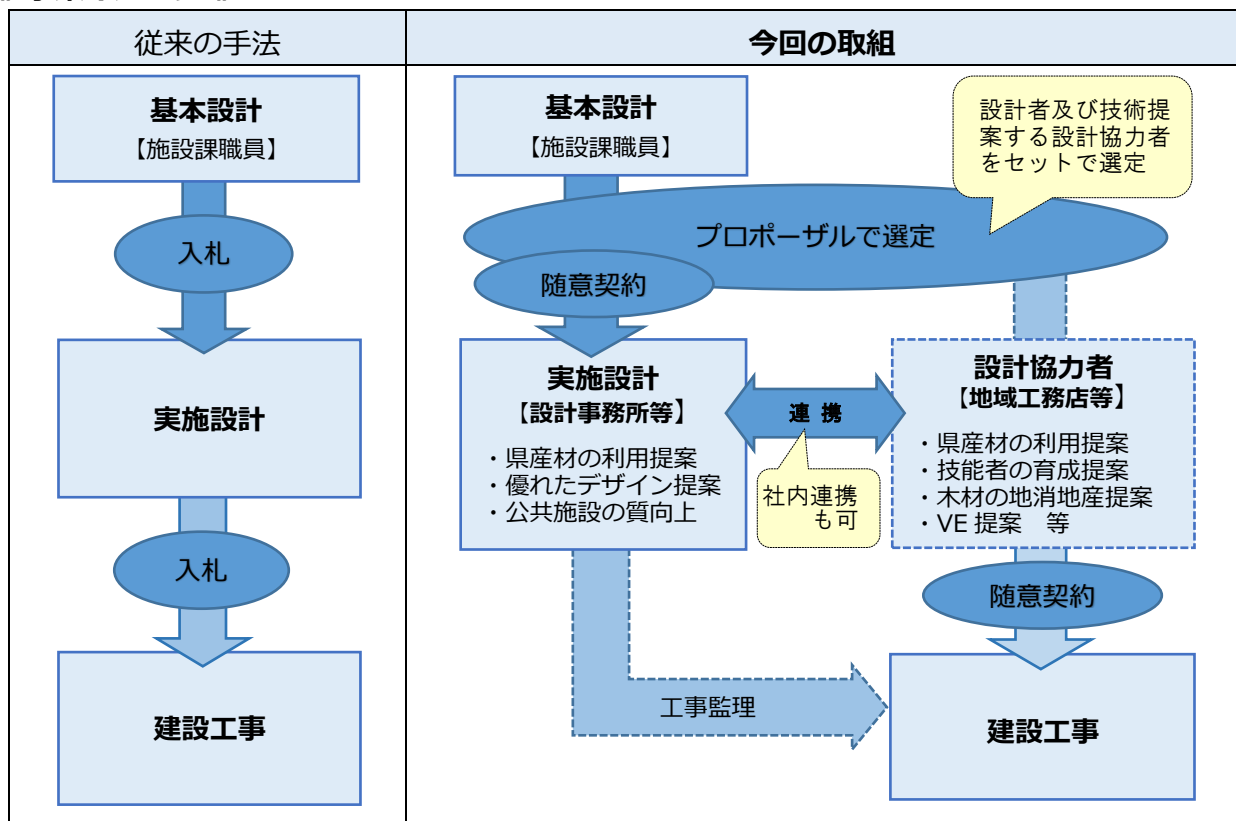 従来の手法
今回の取組
基本設計
【施設課職員】
入札
実施設計
入札
建設工事
基本設計
【施設課職員】
設計者及び技術提
案する設計協力者
をセットで選定
プロポーザルで選定
随意契約
実施設計
【設計事務所等】
・県産材の利用提案
・優れたデザイン提案
・公共施設の質向上
連 携
社内連携
も可
設計協力者
【地域工務店等】
・県産材の利用提案
・技能者の育成提案
・木材の地消地産提案
・VE 提案　等
随意契約
工事監理
建設工事